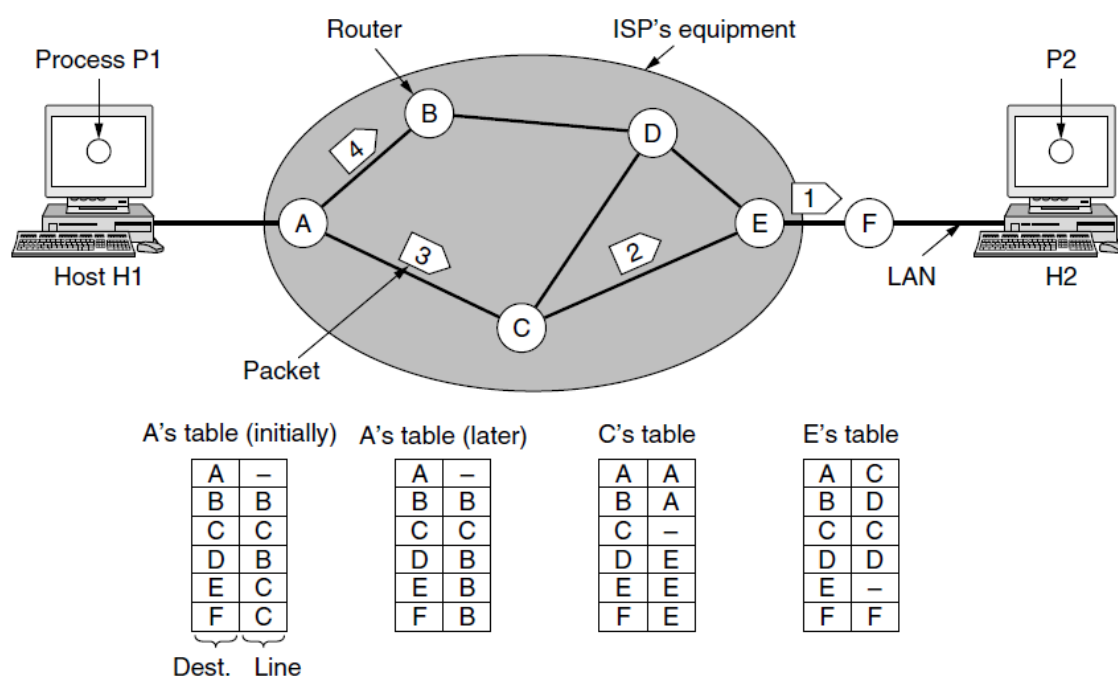 Router
ISP's equipment
Process P1
P2
B
D
4
1
A
E
F
3
2
Host H1
LAN
H2
C
Packet
A's table (initially)
A –
B B
C C
D B
E C
F C
Dest. Line
A's table (later)
A –
B B
C C
D B
E B
F B
C's table
A A
B A
C –
D E
E E
F E
E's table
A C
B D
C C
D D
E –
F F